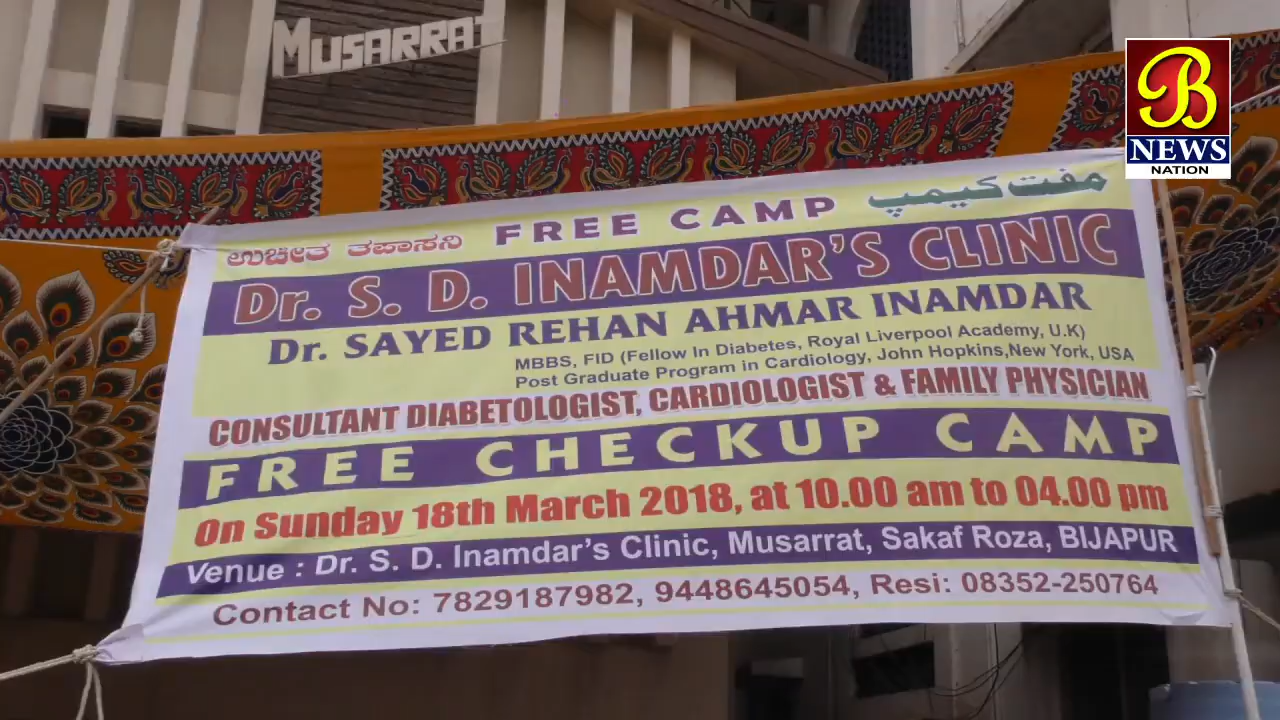 MUSARRAT
B
NEWS
NATION
ಉಚಿತ ತಪಾಸನಿ FREE CAMP مفت کیمپ
Dr. S. D. INAMDAR'S CLINIC
Dr. SAYED REHAN AHMAR INAMDAR
MBBS, FID (Fellow In Diabetes, Royal Liverpool Academy, U.K)
Post Graduate Program in Cardiology, John Hopkins,New York, USA
CONSULTANT DIABETOLOGIST, CARDIOLOGIST & FAMILY PHYSICIAN
FREE CHECKUP CAMP
On Sunday 18th March 2018, at 10.00 am to 04.00 pm
Venue : Dr. S. D. Inamdar's Clinic, Musarrat, Sakaf Roza, BIJAPUR
Contact No: 7829187982, 9448645054, Resi: 08352-250764